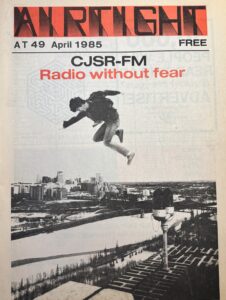 AIRTIGHT
AT 49 April 1985 FREE
CJSR-FM
Radio without fear